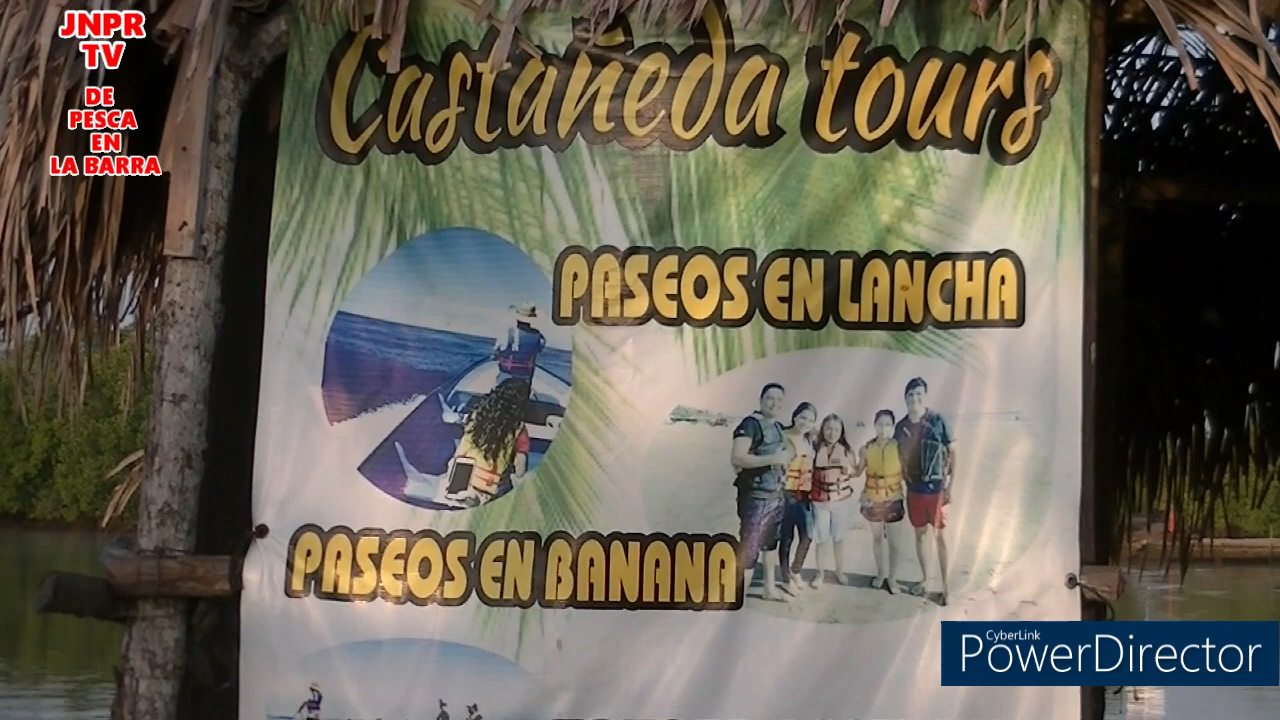 JNPR
TV
DE
PESCA
EN
LA BARRA
Castañeda tours
PASEOS EN LANCHA
PASEOS EN BANANA
CyberLink
PowerDirector